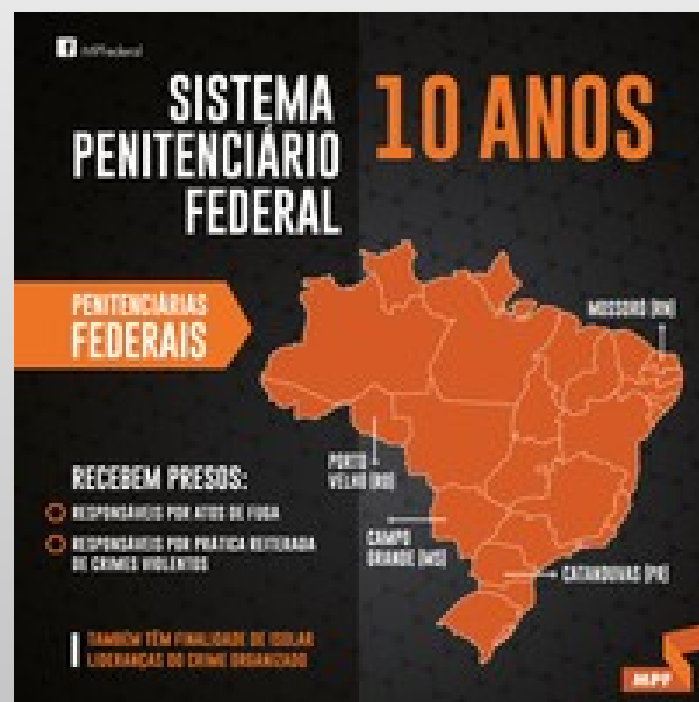 MPFederal
SISTEMA
PENITENCIÁRIO
FEDERAL
10 ANOS
PENITENCIÁRIAS
FEDERAIS
MOSSORÓ (RN)
PORTO
VELHO (RO)
CAMPO
GRANDE (MS)
CATANDUVAS (PR)
RECEBEM PRESOS:
RESPONSÁVEIS POR ATOS DE FUGA
RESPONSÁVEIS POR PRÁTICA REITERADA
DE CRIMES VIOLENTOS
TAMBÉM TÊM FINALIDADE DE ISOLAR
LIDERANÇAS DO CRIME ORGANIZADO
MPF